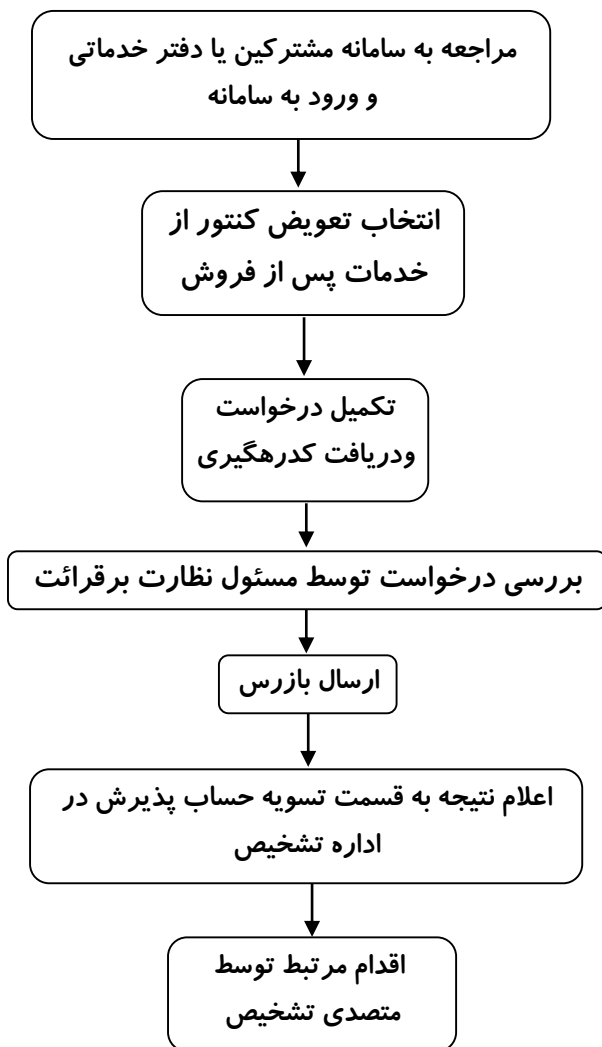 مراجعه به سامانه مشترکین یا دفتر خدماتی
و ورود به سامانه
انتخاب تعویض کنتور از
خدمات پس از فروش
تکمیل درخواست
ودریافت کدرهگیری
بررسی درخواست توسط مسئول نظارت برقرائت
ارسال بازرس
اعلام نتیجه به قسمت تسویه حساب پذیرش در
اداره تشخیص
اقدام مرتبط توسط
متصدی تشخیص